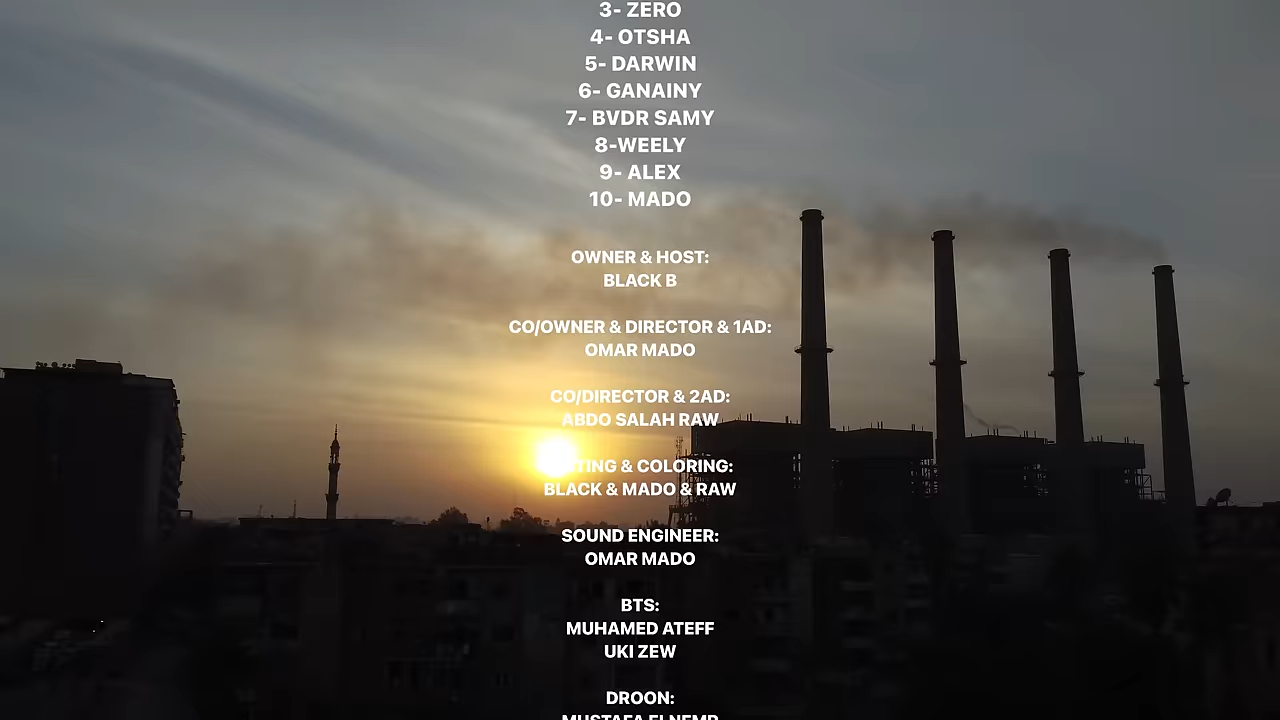 3- ZERO
4- OTSHA
5- DARWIN
6- GANAINY
7- BVDR SAMY
8-WEELY
9- ALEX
10- MADO
OWNER & HOST:
BLACK B
CO/OWNER & DIRECTOR & 1AD:
OMAR MADO
CO/DIRECTOR & 2AD:
ABDO SALAH RAW
& COLORING:
BLACK & MADO & RAW
SOUND ENGINEER:
OMAR MADO
BTS:
MUHAMED ATEFF
UKI ZEW
DROON: